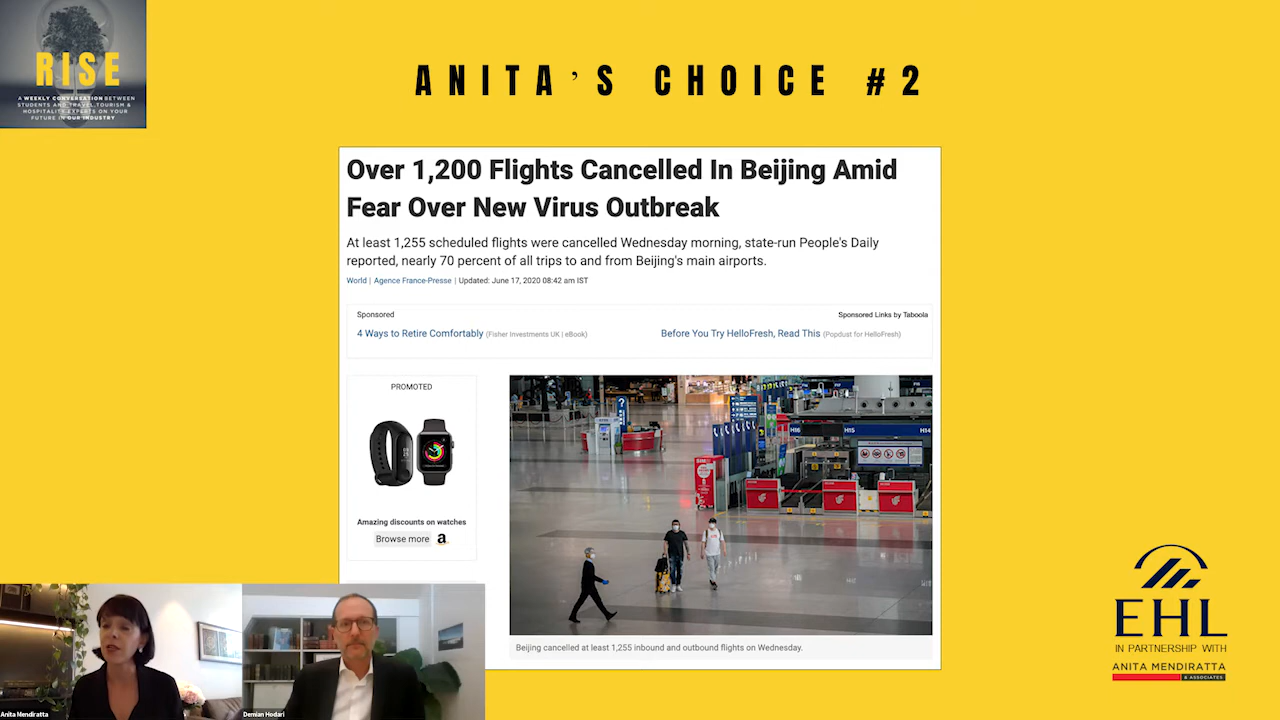 RISE
A WEEKLY CONVERSATION BETWEEN
STUDENTS AND TRAVEL, TOURISM &
HOSPITALITY EXPERTS ON YOUR
FUTURE IN OUR INDUSTRY
ANITA'S CHOICE #2
Over 1,200 Flights Cancelled In Beijing Amid
Fear Over New Virus Outbreak
At least 1,255 scheduled flights were cancelled Wednesday morning, state-run People's Daily
reported, nearly 70 percent of all trips to and from Beijing's main airports.
World | Agence France-Presse | Updated: June 17, 2020 08:42 am IST
Sponsored
Sponsored Links by Taboola
4 Ways to Retire Comfortably (Fisher Investments UK | eBook)
Before You Try HelloFresh, Read This (Popdust for HelloFresh)
PROMOTED
Amazing discounts on watches
Browse more a
H16
H15
H14
?
Beijing cancelled at least 1,255 inbound and outbound flights on Wednesday.
Anita Mendiratta
Demian Hodari
EHL
IN PARTNERSHIP WITH
ANITA MENDIRATTA
& ASSOCIATES